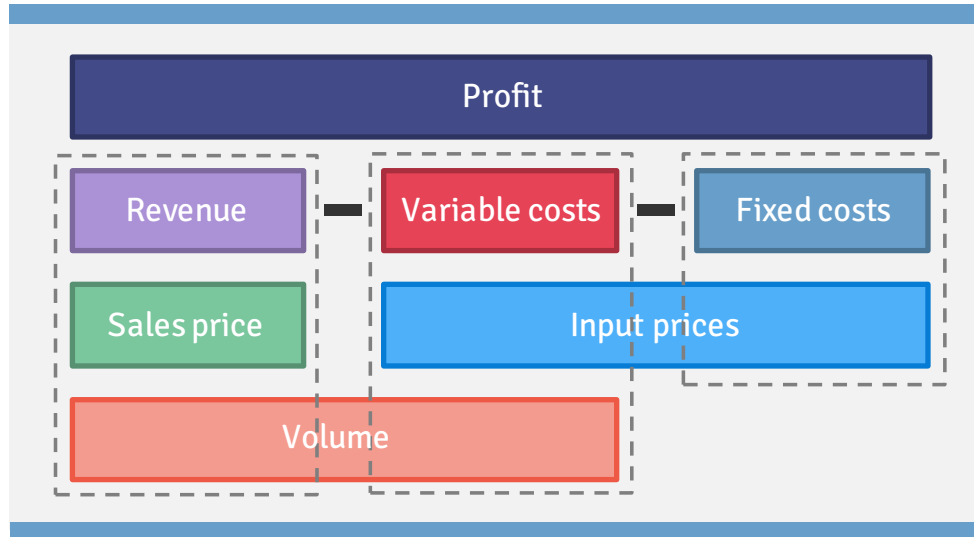 Profit
Revenue
Variable costs
Fixed costs
Sales price
Input prices
Volume